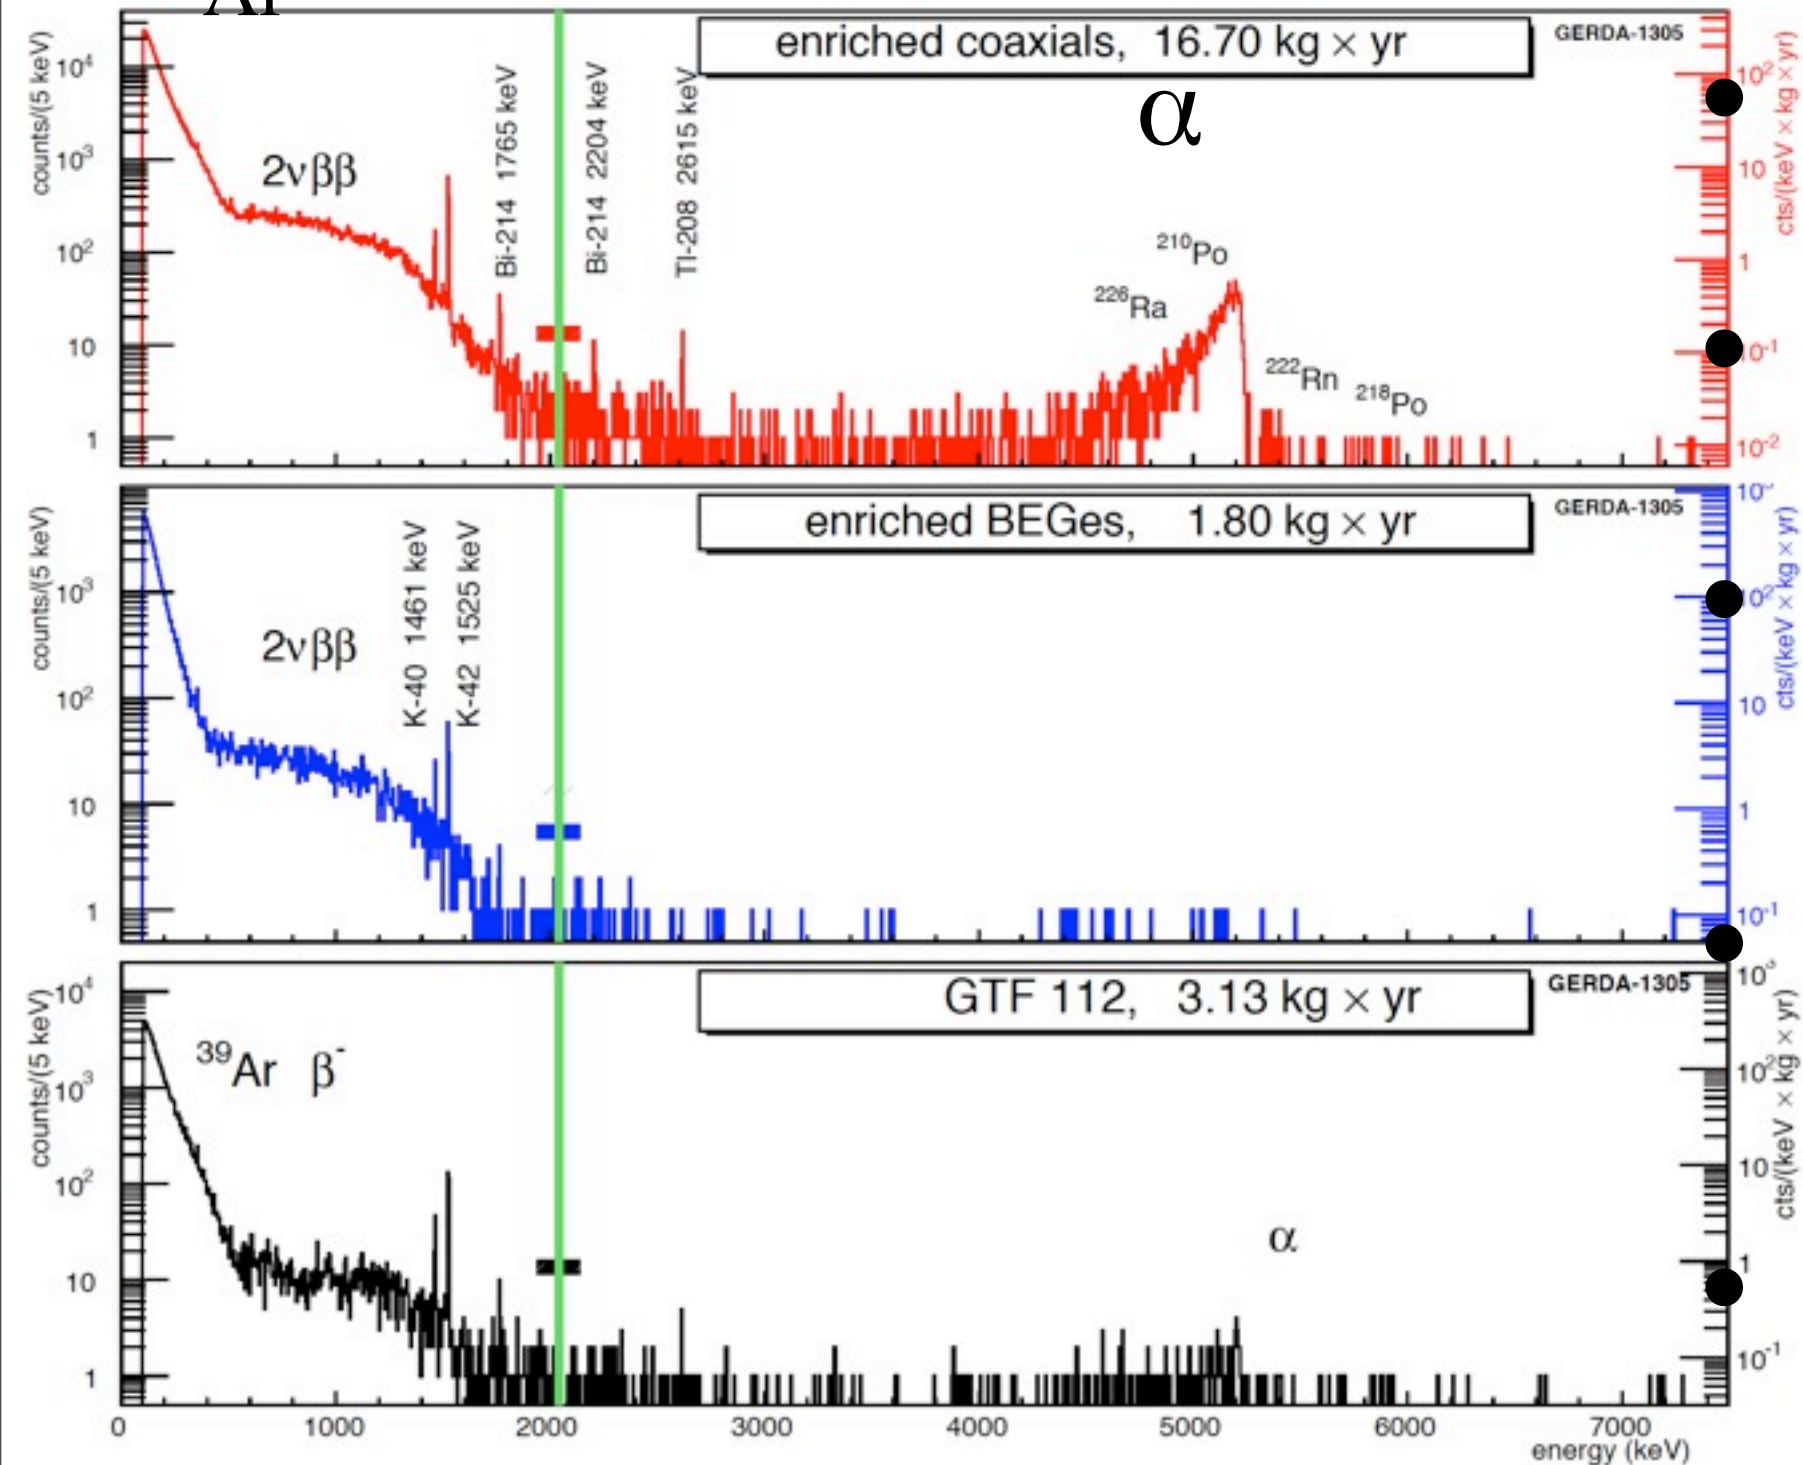 Ar
enriched coaxials, 16.70 kg × yr
GERDA-1305
α
counts/(5 keV)
10⁴
10³
10²
10
1
2νββ
Bi-214 1765 keV
Bi-214 2204 keV
Tl-208 2615 keV
²¹⁰Po
²²⁶Ra
²²²Rn
²¹⁸Po
10²
10
1
10⁻¹
10⁻²
cts/(keV × kg × yr)
enriched BEGes, 1.80 kg × yr
GERDA-1305
counts/(5 keV)
10³
10²
10
1
2νββ
K-40 1461 keV
K-42 1525 keV
10³
10²
10
1
10⁻¹
cts/(keV × kg × yr)
GTF 112, 3.13 kg × yr
GERDA-1305
counts/(5 keV)
10⁴
10³
10²
10
1
³⁹Ar β⁻
α
10³
10²
10
1
10⁻¹
cts/(keV × kg × yr)
0 1000 2000 3000 4000 5000 6000 7000
energy (keV)